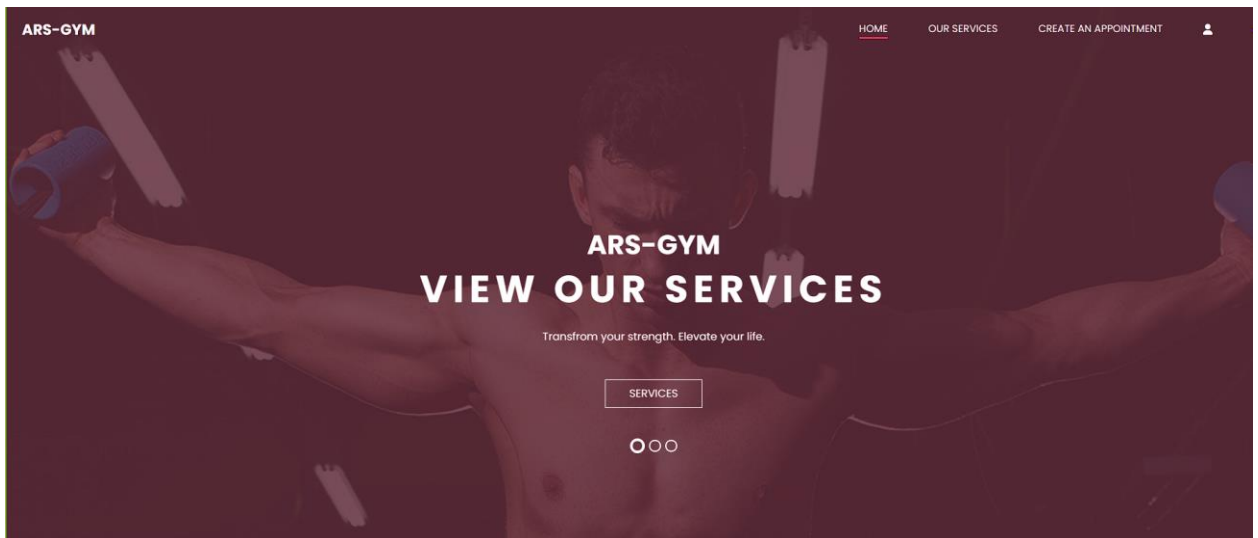 ARS-GYM
HOME OUR SERVICES CREATE AN APPOINTMENT
ARS-GYM
VIEW OUR SERVICES
Transfrom your strength. Elevate your life.
SERVICES